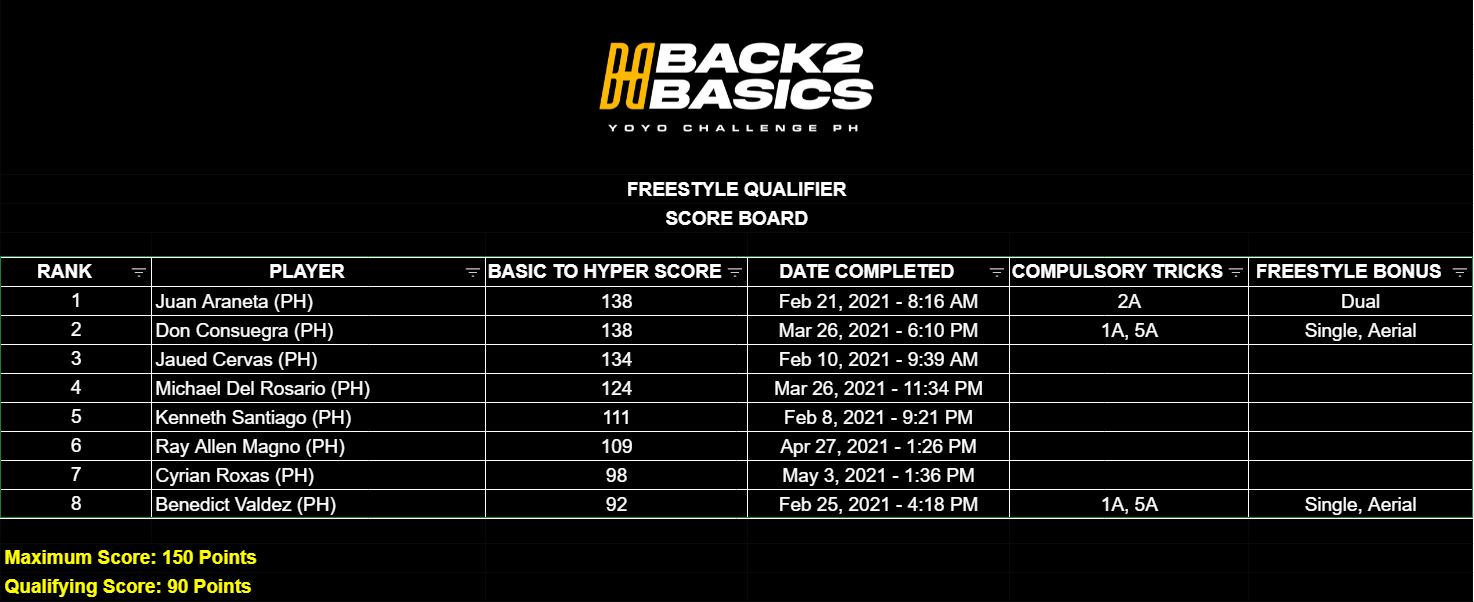 BACK2
BASICS
YOYO CHALLENGE PH
FREESTYLE QUALIFIER
SCORE BOARD
RANK PLAYER BASIC TO HYPER SCORE DATE COMPLETED COMPULSORY TRICKS FREESTYLE BONUS
1 Juan Araneta (PH) 138 Feb 21, 2021 - 8:16 AM 2A Dual
2 Don Consuegra (PH) 138 Mar 26, 2021 - 6:10 PM 1A, 5A Single, Aerial
3 Jaued Cervas (PH) 134 Feb 10, 2021 - 9:39 AM
4 Michael Del Rosario (PH) 124 Mar 26, 2021 - 11:34 PM
5 Kenneth Santiago (PH) 111 Feb 8, 2021 - 9:21 PM
6 Ray Allen Magno (PH) 109 Apr 27, 2021 - 1:26 PM
7 Cyrian Roxas (PH) 98 May 3, 2021 - 1:36 PM
8 Benedict Valdez (PH) 92 Feb 25, 2021 - 4:18 PM 1A, 5A Single, Aerial
Maximum Score: 150 Points
Qualifying Score: 90 Points